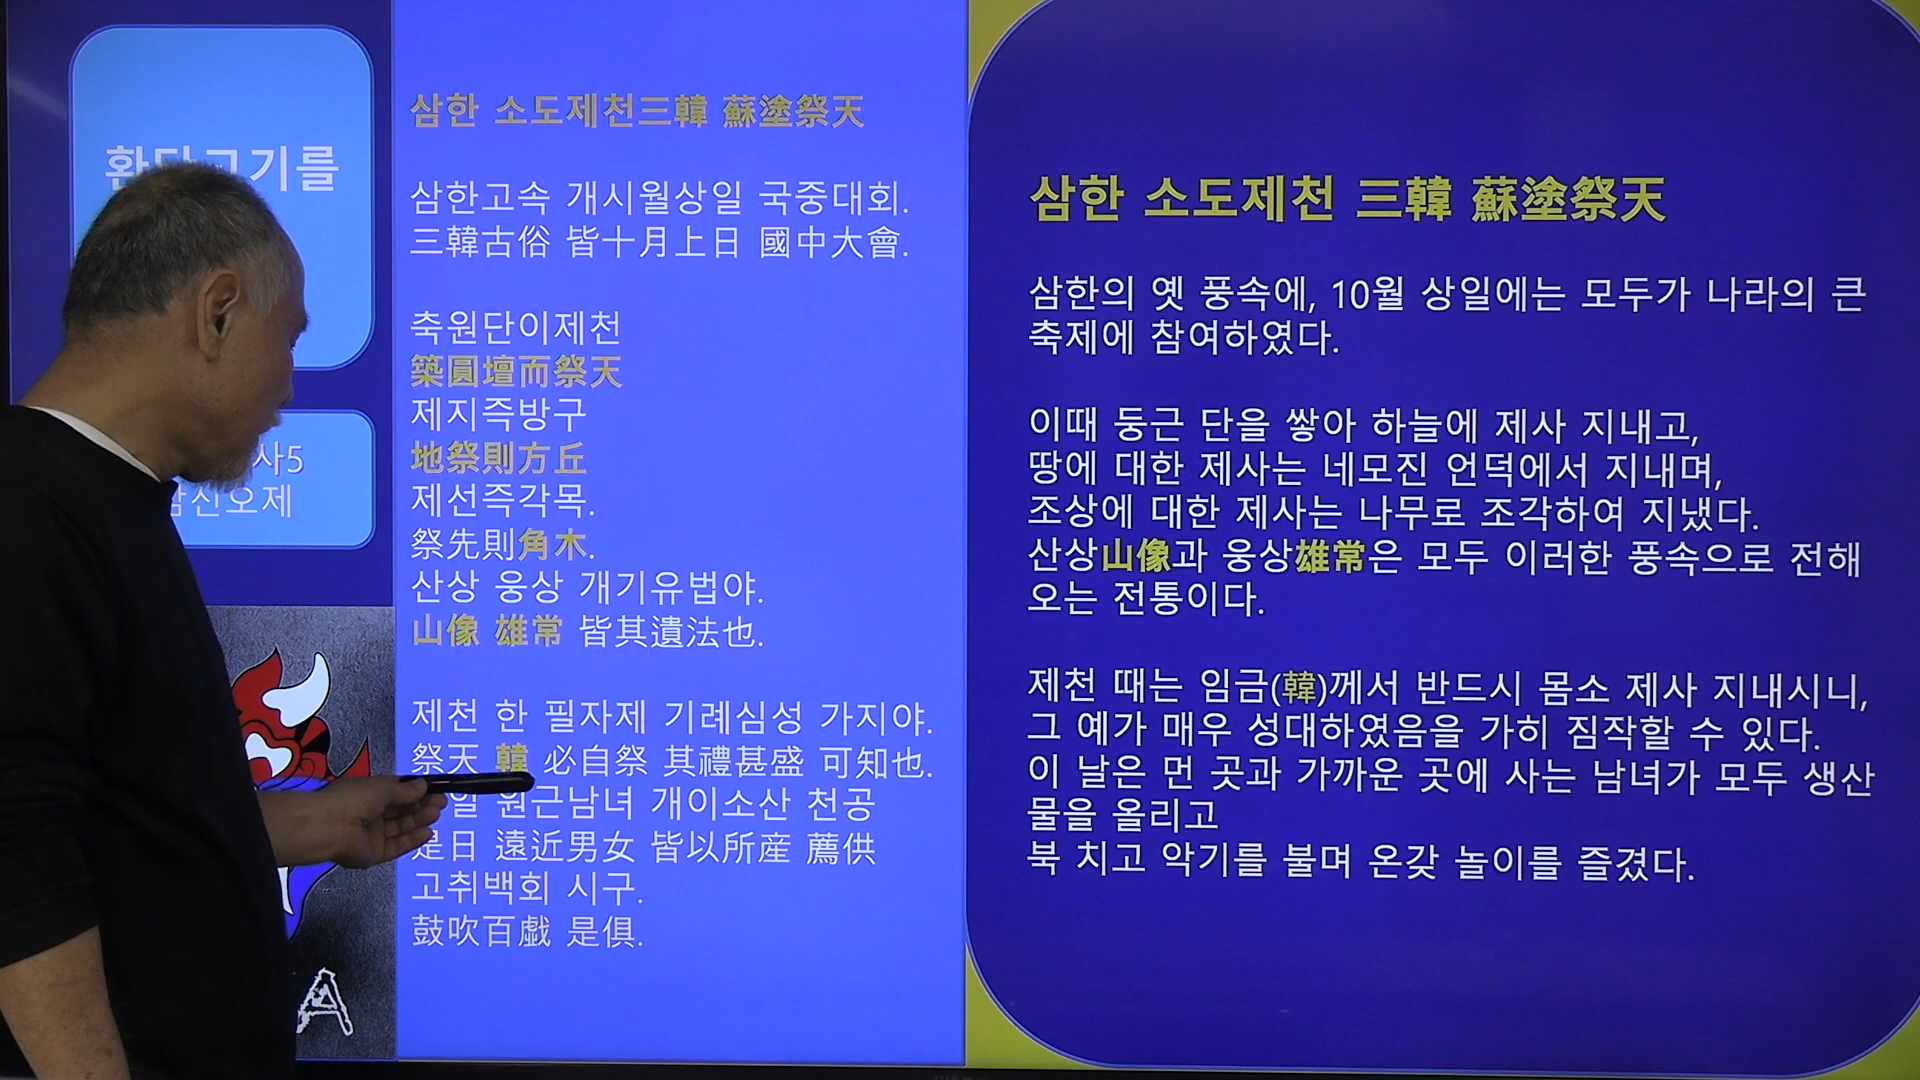 사5
삼신오제
A
삼한 소도제천三韓 蘇塗祭天
삼한고속 개시월상일 국중대회.
三韓古俗 皆十月上日 國中大會.
축원단이제천
築圓壇而祭天
제지즉방구
地祭則方丘
제선즉각목.
祭先則角木.
산상 웅상 개기유법야.
山像 雄常 皆其遺法也.
제천 한 필자제 기례심성 가지야.
祭天 韓 必自祭 其禮甚盛 可知也.
일 원근남녀 개이소산 천공
是日 遠近男女 皆以所産 薦供
고취백회 시구.
鼓吹百戱 是俱.
삼한 소도제천 三韓 蘇塗祭天
삼한의 옛 풍속에, 10월 상일에는 모두가 나라의 큰
축제에 참여하였다.
이때 둥근 단을 쌓아 하늘에 제사 지내고,
땅에 대한 제사는 네모진 언덕에서 지내며,
조상에 대한 제사는 나무로 조각하여 지냈다.
산상山像과 웅상雄常은 모두 이러한 풍속으로 전해
오는 전통이다.
제천 때는 임금(韓)께서 반드시 몸소 제사 지내시니,
그 예가 매우 성대하였음을 가히 짐작할 수 있다.
이 날은 먼 곳과 가까운 곳에 사는 남녀가 모두 생산
물을 올리고
북 치고 악기를 불며 온갖 놀이를 즐겼다.